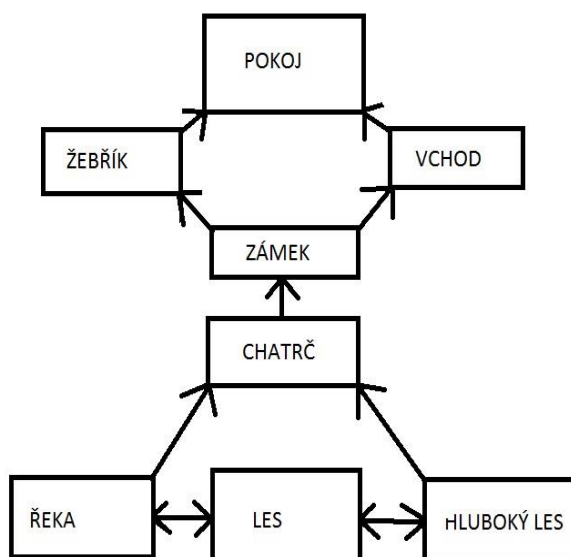 POKOJ
ŽEBŘÍK
VCHOD
ZÁMEK
CHATRČ
ŘEKA
LES
HLUBOKÝ LES